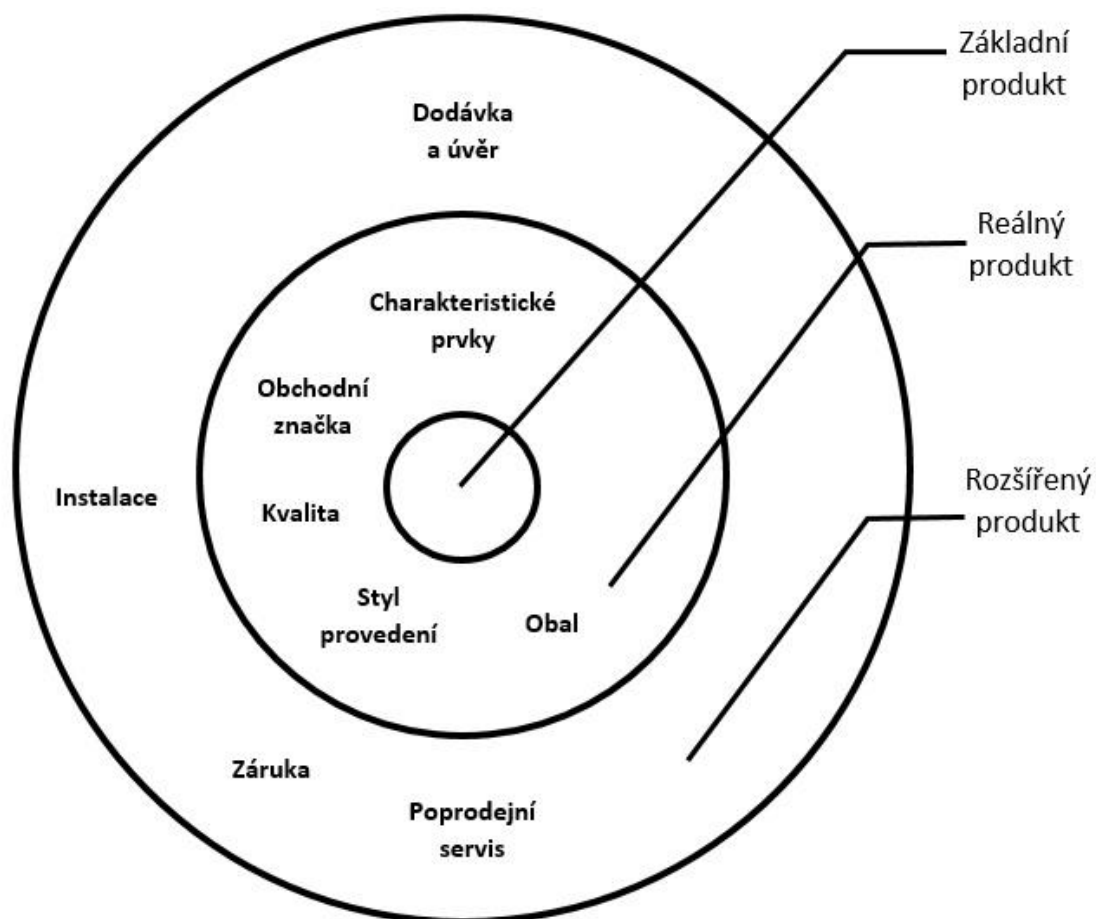 Základní
produkt
Dodávka
a úvěr
Reálný
produkt
Charakteristické
prvky
Obchodní
značka
Rozšířený
produkt
Instalace
Kvalita
Styl
provedení
Obal
Záruka
Poprodejní
servis